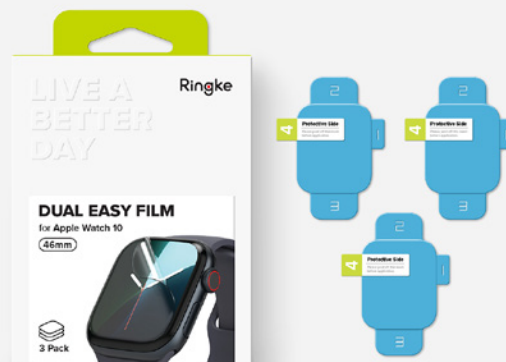 LIVE A
BETTER
DAY
Ringke
DUAL EASY FILM
for Apple Watch 10
46mm
3 Pack
2
4
Protective Side
1
3
2
4
Protective Side
3
2
4
Protective Side
1
3